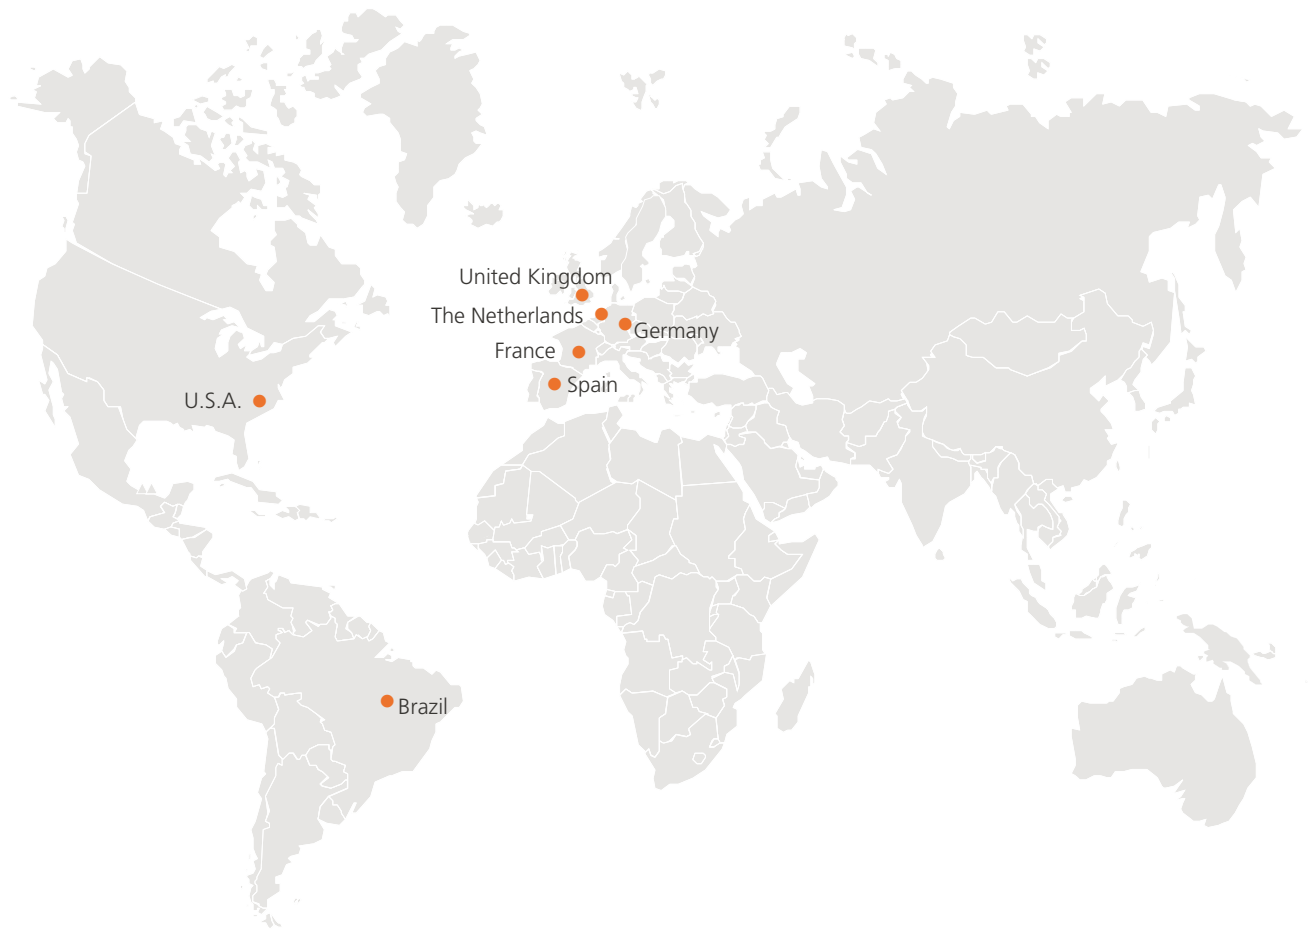 United Kingdom
The Netherlands
Germany
France
Spain
U.S.A.
Brazil